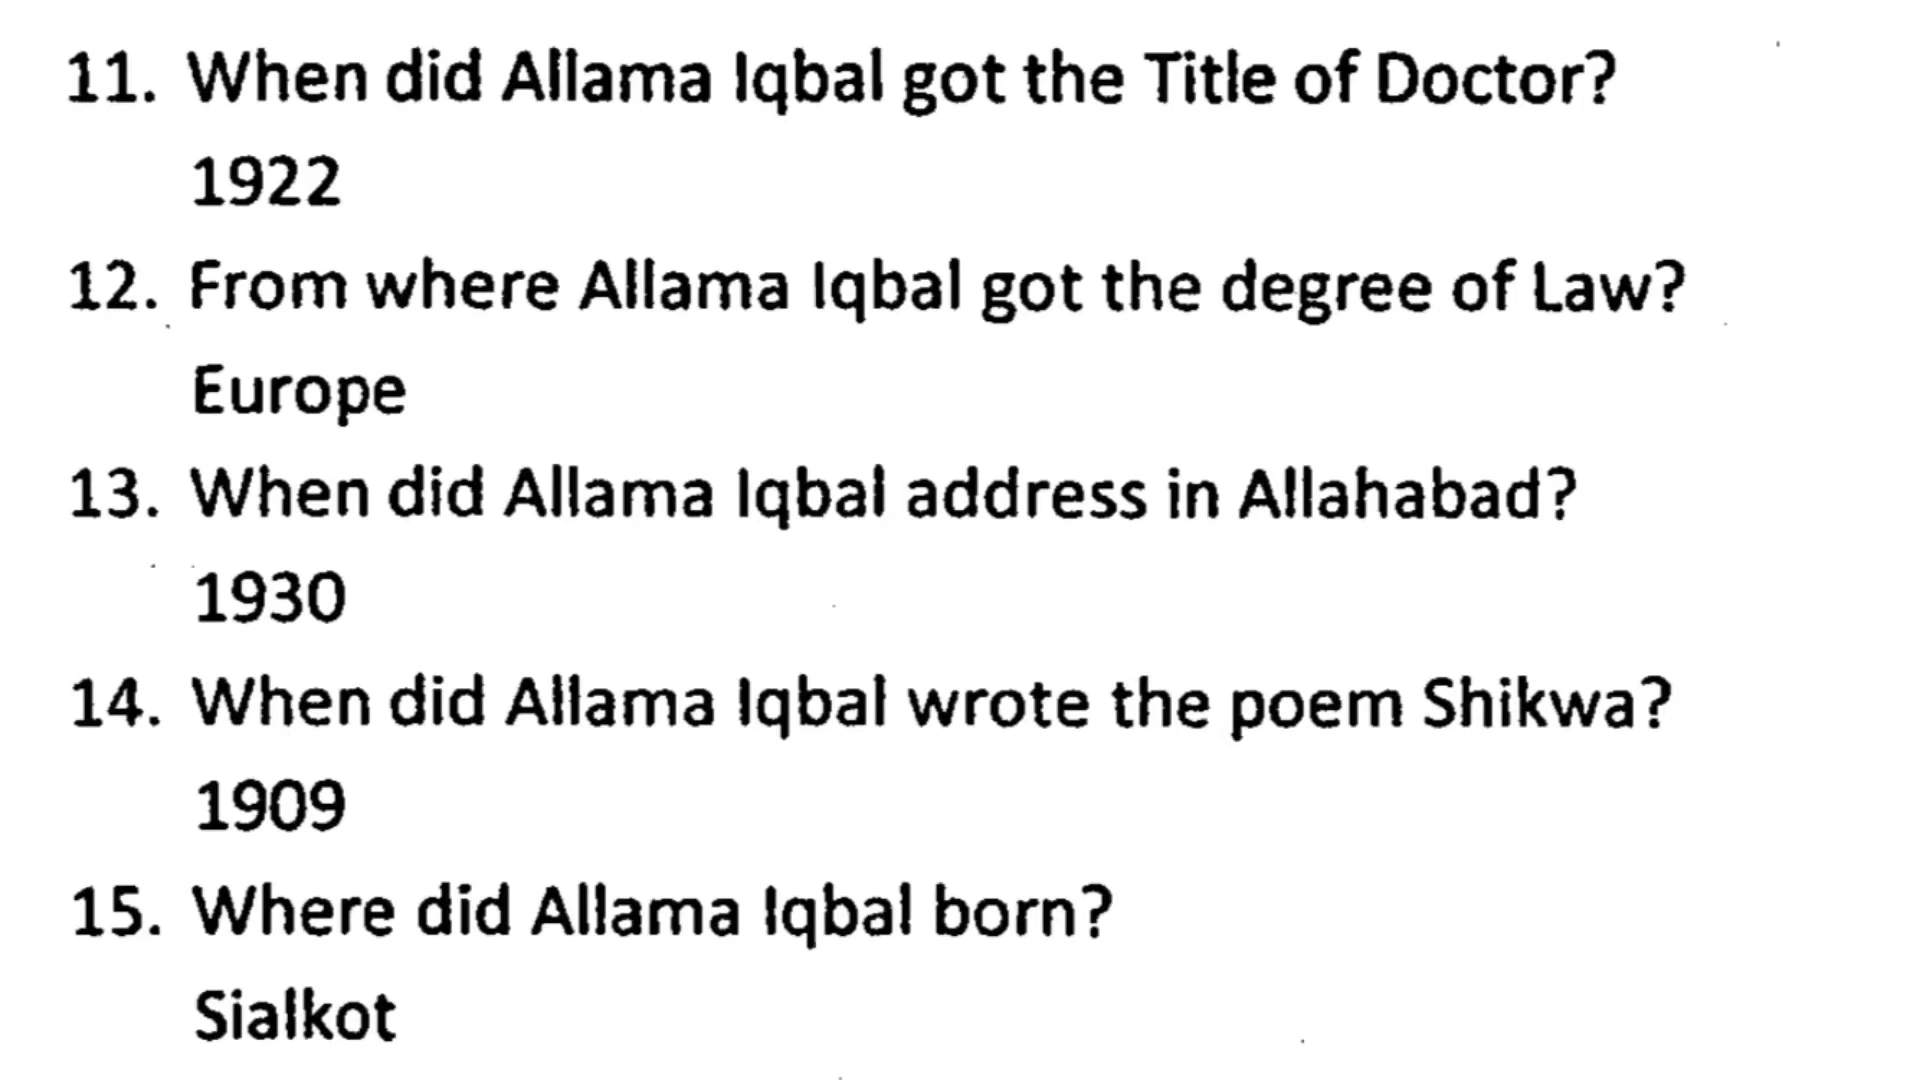 11. When did Allama Iqbal got the Title of Doctor?
1922
12. From where Allama Iqbal got the degree of Law?
Europe
13. When did Allama Iqbal address in Allahabad?
1930
14. When did Allama Iqbal wrote the poem Shikwa?
1909
15. Where did Allama Iqbal born?
Sialkot